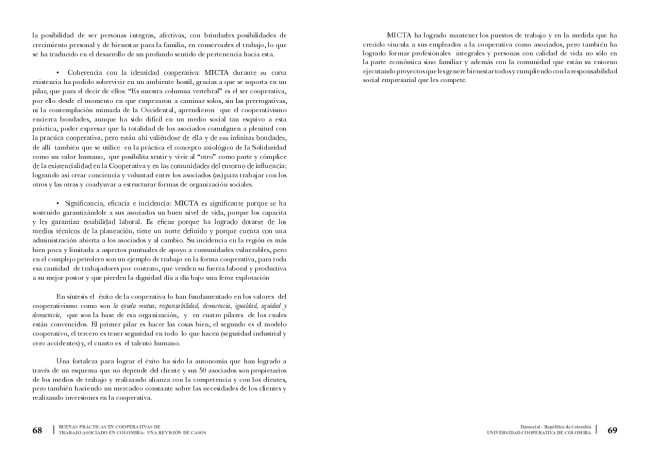 la posibilidad de ser personas integras, afectivas, con brindarles posibilidades de
crecimiento personal y de bienestar para la familia, en conservarles el trabajo, lo que
se ha traducido en el desarrollo de un profundo sentido de pertenencia hacia esta.
• Coherencia con la identidad cooperativa: MICTA durante su corta
existencia ha podido sobrevivir en un ambiente hostil, gracias a que se soporta en un
pilar, que para el decir de ellos: "Es nuestra columna vertebral" es el ser cooperativa,
por ello desde el momento en que empezaron a caminar solos, sin las prerrogativas,
ni la contemplación mimada de la Occidental, aprendieron que el cooperativismo
encierra bondades, aunque ha sido difícil en un medio social tan esquivo a esta
práctica, poder expresar que la totalidad de los asociados comulguen a plenitud con
la practica cooperativa, pero están ahí valiéndose de ella y de sus infinitas bondades,
de allí también que se utilice en la práctica el concepto axiológico de la Solidaridad
como un valor humano, que posibilita sentir y vivir al "otro" como parte y cómplice
de la existencialidad en la Cooperativa y en las comunidades del entorno de influencia;
logrando así crear conciencia y voluntad entre los asociados (as) para trabajar con los
otros y las otras y coadyuvar a estructurar formas de organización sociales.
• Significancia, eficacia e incidencia: MICTA es significante porque se ha
sostenido garantizándole a sus asociados un buen nivel de vida, porque los capacita
y les garantiza estabilidad laboral. Es eficaz porque ha logrado dotarse de los
medios técnicos de la planeación, tiene un norte definido y porque cuenta con una
administración abierta a los asociados y al cambio. Su incidencia en la región es más
bien poca y limitada a aspectos puntuales de apoyo a comunidades vulnerables, pero
en el complejo petrolero son un ejemplo de trabajo en la forma cooperativa, para toda
esa cantidad de trabajadores por contrato, que venden su fuerza laboral y productiva
a su mejor postor y que pierden la dignidad día a día bajo una feroz explotación
En síntesis el éxito de la cooperativa lo han fundamentado en los valores del
cooperativismo como son la ayuda mutua, responsabilidad, democracia, igualdad, equidad y
democracia, que son la base de esa organización, y en cuatro pilares de los cuales
están convencidos. El primer pilar es hacer las cosas bien, el segundo es el modelo
cooperativo, el tercero es tener seguridad en todo lo que hacen (seguridad industrial y
cero accidentes) y, el cuarto es el talento humano.
Una fortaleza para lograr el éxito ha sido la autonomía que han logrado a
través de un esquema que no depende del cliente y sus 50 asociados son propietarios
de los medios de trabajo y realizando alianza con la competencia y con los clientes,
pero también haciendo un mercadeo constante sobre las necesidades de los clientes y
realizando inversiones en la cooperativa.
68 BUENAS PRÁCTICAS EN COOPERATIVAS DE
TRABAJO ASOCIADO EN COLOMBIA: UNA REVISIÓN DE CASOS
MICTA ha logrado mantener los puestos de trabajo y en la medida que ha
crecido vincula a sus empleados a la cooperativa como asociados, pero también ha
logrado formar profesionales integrales y personas con calidad de vida no sólo en
la parte económica sino familiar y además con la comunidad que están su entorno
ejecutando proyectos que les genere bienestar todos y cumpliendo con la responsabilidad
social empresarial que les compete.
Dansocial - República de Colombia
UNIVERSIDAD COOPERATIVA DE COLOMBIA 69